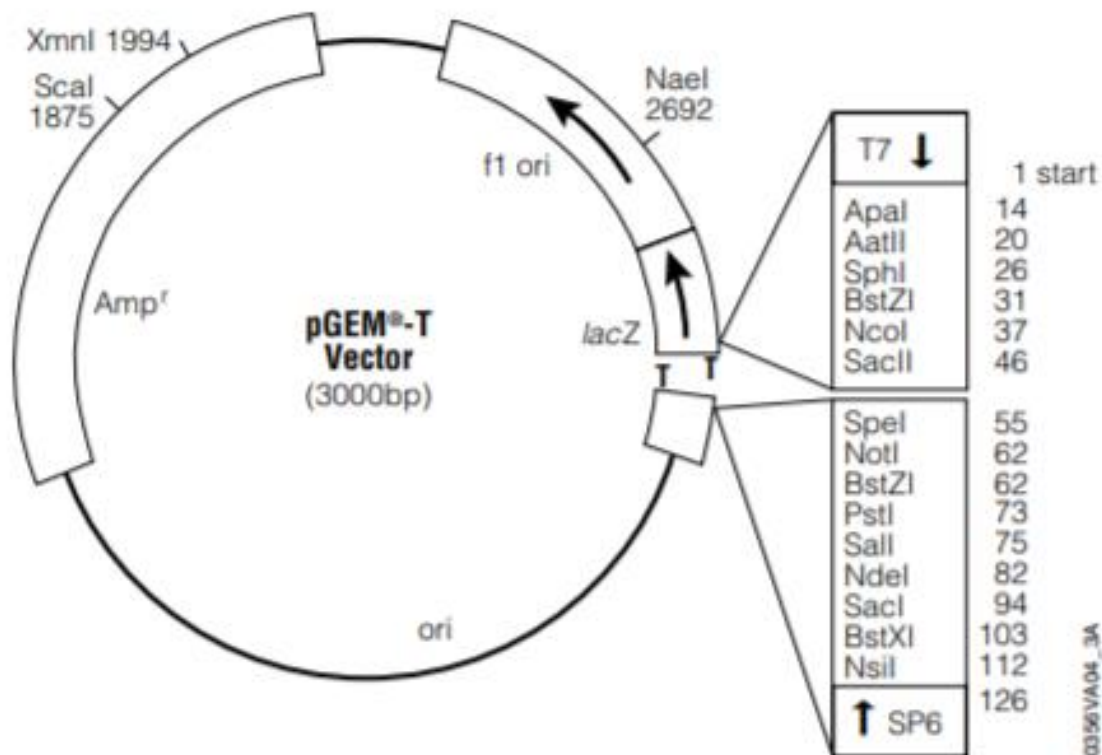 XmnI 1994
ScaI
1875
NaeI
2692
f1 ori
Ampʳ
pGEM®-T
Vector
(3000bp)
lacZ
T T
ori
T7 ↓
1 start
ApaI 14
AatII 20
SphI 26
BstZI 31
NcoI 37
SacII 46
SpeI 55
NotI 62
BstZI 62
PstI 73
SalI 75
NdeI 82
SacI 94
BstXI 103
NsiI 112
126
↑ SP6
0356VA04_3A